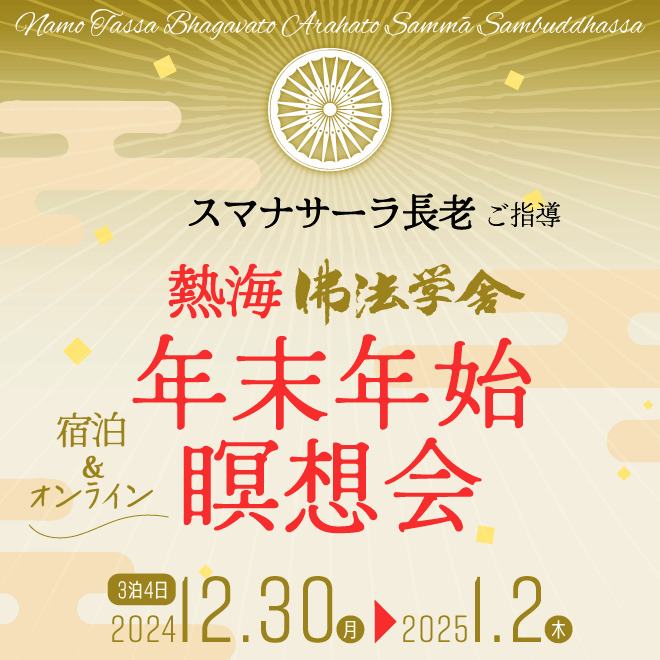 Namo Tassa Bhagavato Arahato Sammā Sambuddhassa
スマナサーラ長老 ご指導
熱海 佛法学舎
年末年始
瞑想会
宿泊
&
オンライン
3泊4日
2024 12.30 月 ▶ 2025 1.2 木